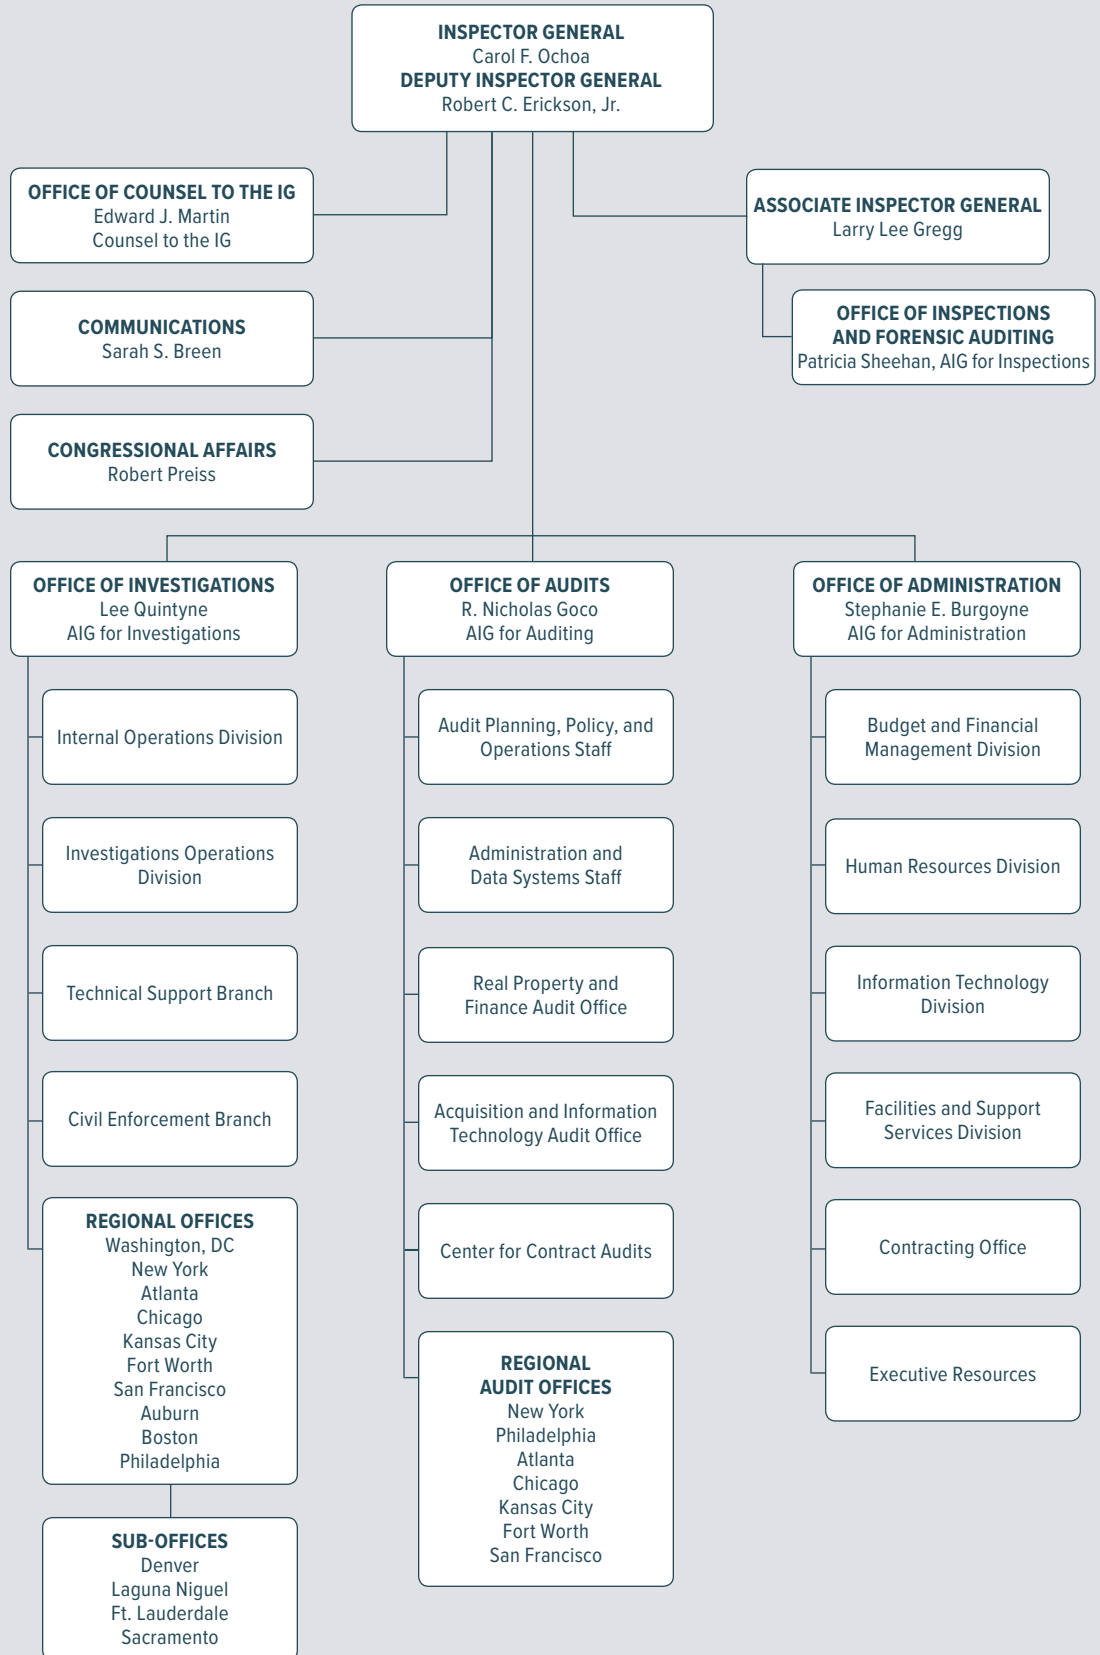 INSPECTOR GENERAL
Carol F. Ochoa
DEPUTY INSPECTOR GENERAL
Robert C. Erickson, Jr.
OFFICE OF COUNSEL TO THE IG
Edward J. Martin
Counsel to the IG
ASSOCIATE INSPECTOR GENERAL
Larry Lee Gregg
OFFICE OF INSPECTIONS
AND FORENSIC AUDITING
Patricia Sheehan, AIG for Inspections
COMMUNICATIONS
Sarah S. Breen
CONGRESSIONAL AFFAIRS
Robert Preiss
OFFICE OF INVESTIGATIONS
Lee Quintyne
AIG for Investigations
Internal Operations Division
Investigations Operations
Division
Technical Support Branch
Civil Enforcement Branch
REGIONAL OFFICES
Washington, DC
New York
Atlanta
Chicago
Kansas City
Fort Worth
San Francisco
Auburn
Boston
Philadelphia
SUB-OFFICES
Denver
Laguna Niguel
Ft. Lauderdale
Sacramento
OFFICE OF AUDITS
R. Nicholas Goco
AIG for Auditing
Audit Planning, Policy, and
Operations Staff
Administration and
Data Systems Staff
Real Property and
Finance Audit Office
Acquisition and Information
Technology Audit Office
Center for Contract Audits
REGIONAL
AUDIT OFFICES
New York
Philadelphia
Atlanta
Chicago
Kansas City
Fort Worth
San Francisco
OFFICE OF ADMINISTRATION
Stephanie E. Burgoyne
AIG for Administration
Budget and Financial
Management Division
Human Resources Division
Information Technology
Division
Facilities and Support
Services Division
Contracting Office
Executive Resources